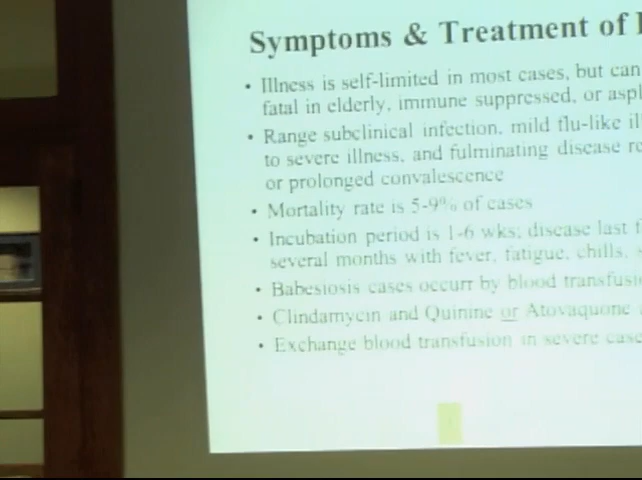 Symptoms & Treatment of
• Illness is self-limited in most cases, but can
fatal in elderly, immune suppressed, or
• Range subclinical infection, mild flu-like
to severe illness, and fulminating disease
or prolonged convalescence
• Mortality rate is 5-9% of cases
• Incubation period is 1-6 wks; disease last
several months with fever, fatigue, chills,
• Babesiosis cases occurr by blood
• Clindamycin and Quinine or Atovaquone
• Exchange blood transfusion in severe